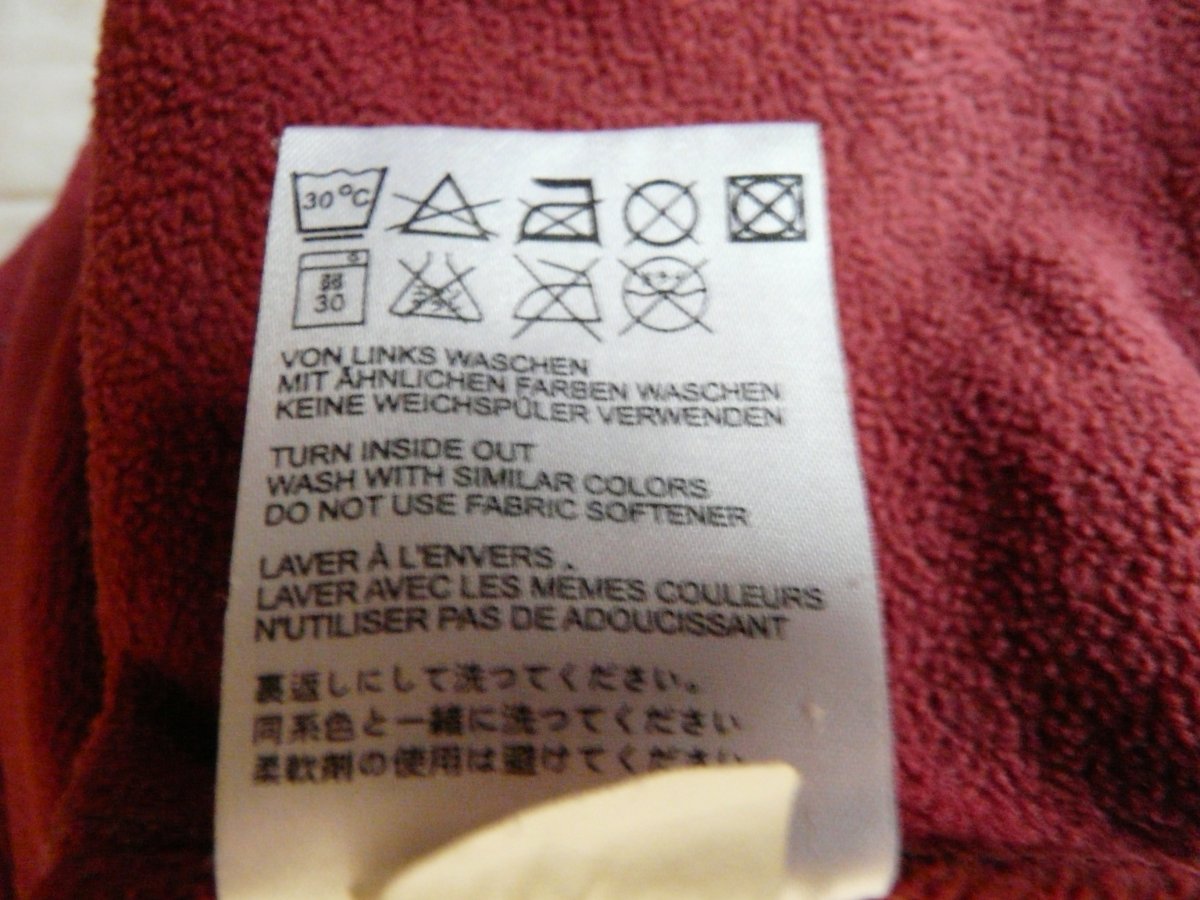 30°C
30
VON LINKS WASCHEN
MIT ÄHNLICHEN FARBEN WASCHEN
KEINE WEICHSPÜLER VERWENDEN
TURN INSIDE OUT
WASH WITH SIMILAR COLORS
DO NOT USE FABRIC SOFTENER
LAVER À L'ENVERS.
LAVER AVEC LES MEMES COULEURS
N'UTILISER PAS DE ADOUCISSANT
裏返しにして洗ってください。
同系色と一緒に洗ってください
柔軟剤の使用は避けてください